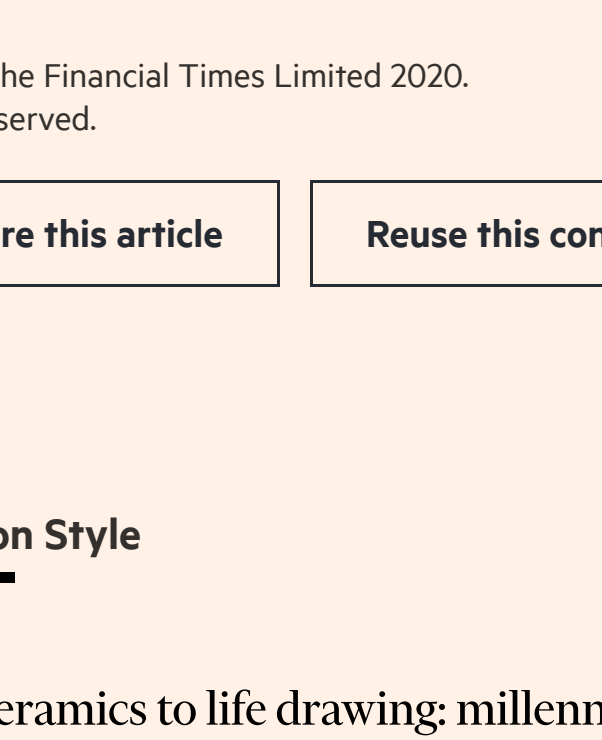 he Financial Times Limited 2020.
served.
re this article
Reuse this con
on Style
eramics to life drawing: millenn